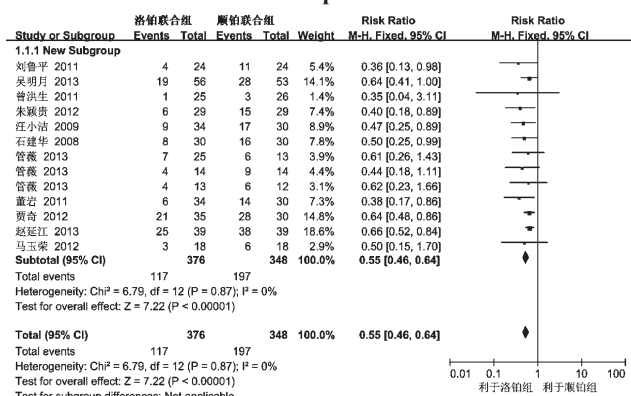 洛铂联合组 顺铂联合组 Risk Ratio Risk Ratio
Study or Subgroup Events Total Events Total Weight M-H, Fixed, 95% CI M-H, Fixed, 95% CI
1.1.1 New Subgroup
刘鲁平 2011 4 24 11 24 5.4% 0.36 [0.13, 0.98]
吴明月 2013 19 56 28 53 14.1% 0.64 [0.41, 1.00]
曾洪生 2011 1 25 3 26 1.4% 0.35 [0.04, 3.11]
朱颖贵 2012 6 29 15 29 7.3% 0.40 [0.18, 0.89]
汪小洁 2009 9 34 17 30 8.8% 0.47 [0.25, 0.89]
石建华 2008 8 30 16 30 7.8% 0.50 [0.25, 0.99]
管薇 2013 7 25 6 13 3.9% 0.61 [0.26, 1.43]
管薇 2013 4 14 9 14 4.4% 0.44 [0.18, 1.11]
管薇 2013 4 13 6 12 3.0% 0.62 [0.23, 1.66]
董岩 2011 6 34 14 30 7.3% 0.38 [0.17, 0.86]
贾奇 2012 21 35 28 30 14.8% 0.64 [0.48, 0.86]
赵延江 2013 25 39 38 39 18.6% 0.66 [0.52, 0.84]
马玉荣 2012 3 18 6 18 2.9% 0.50 [0.15, 1.70]
Subtotal (95% CI) 376 348 100.0% 0.55 [0.46, 0.64]
Total events 117 197
Heterogeneity: Chi² = 6.79, df = 12 (P = 0.87); I² = 0%
Test for overall effect: Z = 7.22 (P < 0.00001)
Total (95% CI) 376 348 100.0% 0.55 [0.46, 0.64]
Total events 117 197
Heterogeneity: Chi² = 6.79, df = 12 (P = 0.87); I² = 0%
Test for overall effect: Z = 7.22 (P < 0.00001)
Test for subgroup differences: Not applicable
0.01 0.1 1 10 100
利于洛铂组 利于顺铂组